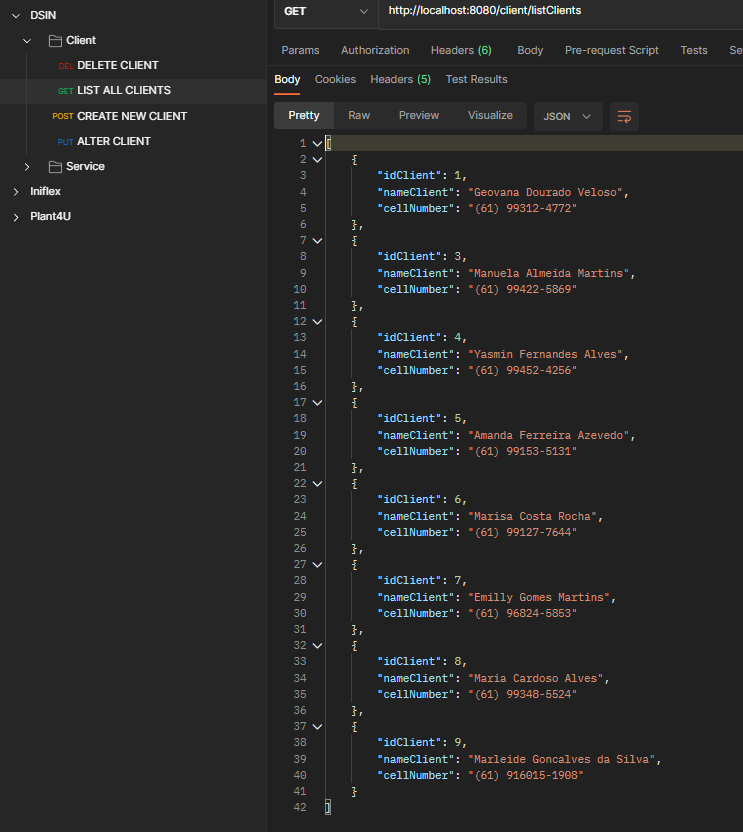 DSIN
Client
DEL DELETE CLIENT
GET LIST ALL CLIENTS
POST CREATE NEW CLIENT
PUT ALTER CLIENT
Service
Iniflex
Plant4U
GET http://localhost:8080/client/listClients
Params Authorization Headers (6) Body Pre-request Script Tests Se
Body Cookies Headers (5) Test Results
Pretty Raw Preview Visualize JSON
1 [
2 {
3 "idClient": 1,
4 "nameClient": "Geovana Dourado Veloso",
5 "cellNumber": "(61) 99312-4772"
6 },
7 {
8 "idClient": 3,
9 "nameClient": "Manuela Almeida Martins",
10 "cellNumber": "(61) 99422-5869"
11 },
12 {
13 "idClient": 4,
14 "nameClient": "Yasmin Fernandes Alves",
15 "cellNumber": "(61) 99452-4256"
16 },
17 {
18 "idClient": 5,
19 "nameClient": "Amanda Ferreira Azevedo",
20 "cellNumber": "(61) 99153-5131"
21 },
22 {
23 "idClient": 6,
24 "nameClient": "Marisa Costa Rocha",
25 "cellNumber": "(61) 99127-7644"
26 },
27 {
28 "idClient": 7,
29 "nameClient": "Emilly Gomes Martins",
30 "cellNumber": "(61) 96824-5853"
31 },
32 {
33 "idClient": 8,
34 "nameClient": "Maria Cardoso Alves",
35 "cellNumber": "(61) 99348-5524"
36 },
37 {
38 "idClient": 9,
39 "nameClient": "Marleide Goncalves da Silva",
40 "cellNumber": "(61) 916015-1908"
41 }
42 ]